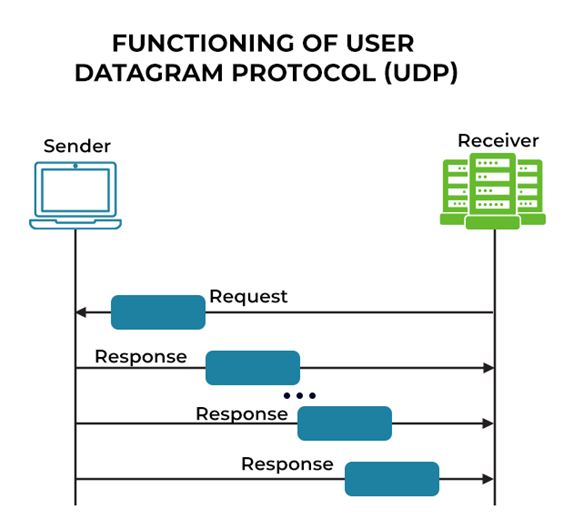 FUNCTIONING OF USER
DATAGRAM PROTOCOL (UDP)
Sender
Receiver
Request
Response
...
Response
Response